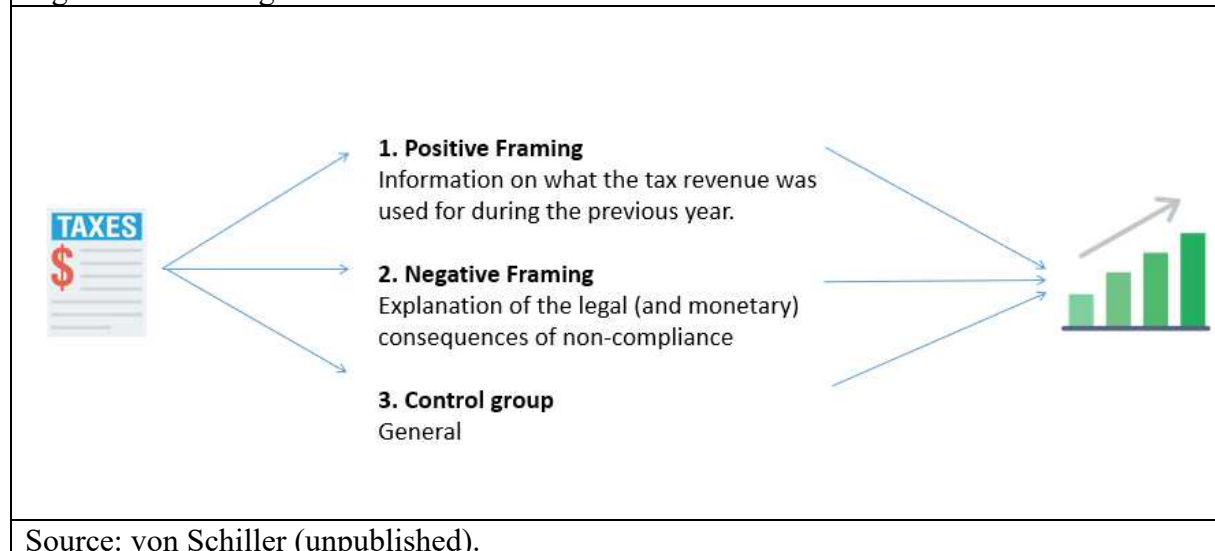 TAXES
$
1. Positive Framing
Information on what the tax revenue was
used for during the previous year.
2. Negative Framing
Explanation of the legal (and monetary)
consequences of non-compliance
3. Control group
General
Source: von Schiller (unpublished).